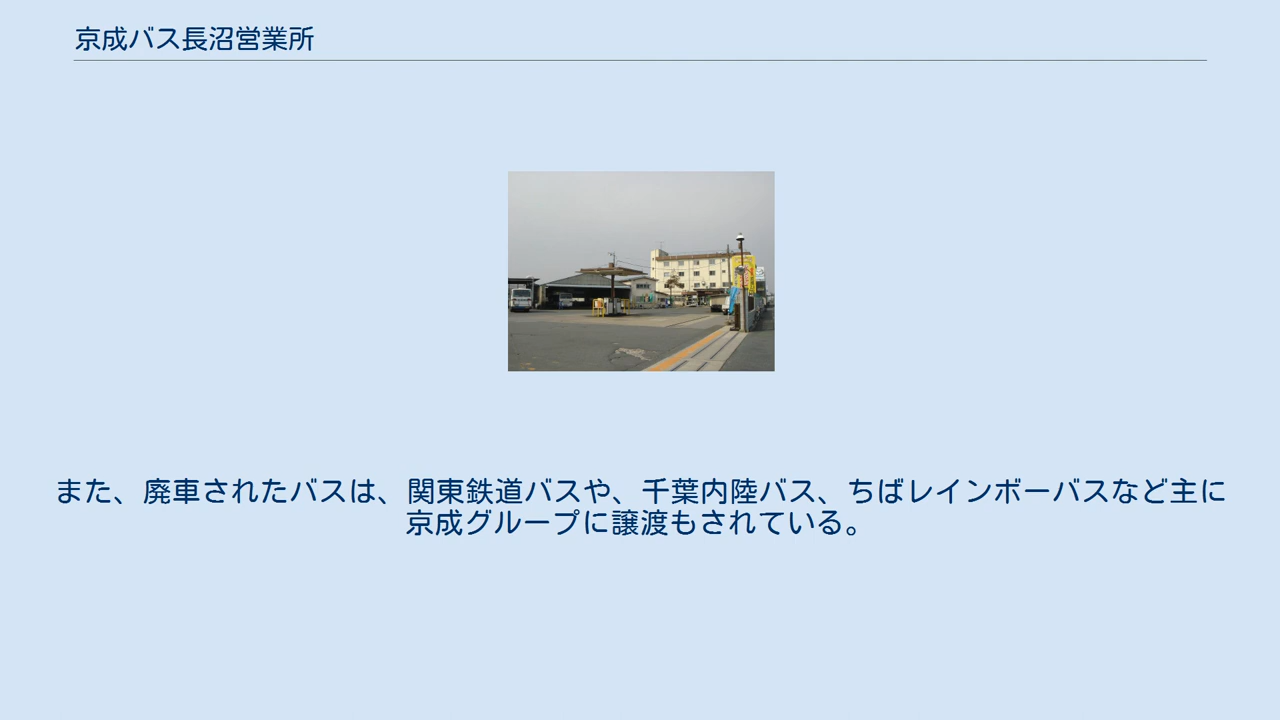 京成バス長沼営業所
また、廃車されたバスは、関東鉄道バスや、千葉内陸バス、ちばレインボーバスなど主に
京成グループに譲渡もされている。